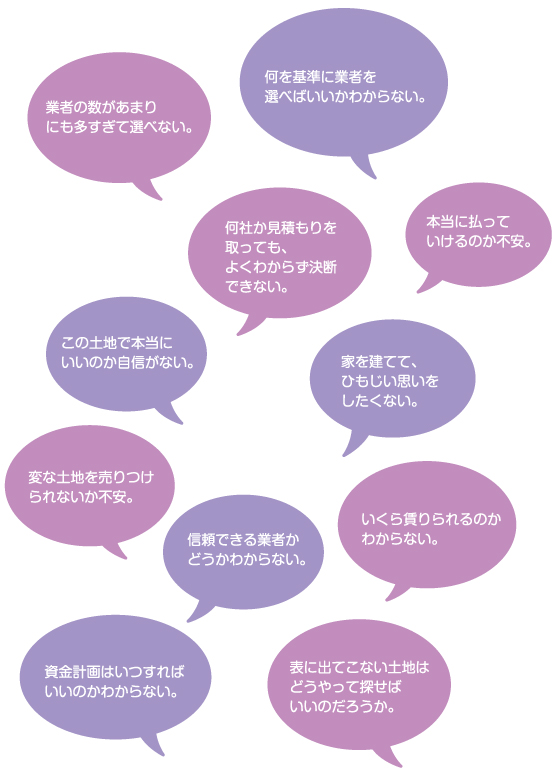 何を基準に業者を
選べばいいかわからない。
業者の数があまり
にも多すぎて選べない。
何社か見積もりを
取っても、
よくわからず決断
できない。
本当に払って
いけるのか不安。
この土地で本当に
いいのか自信がない。
家を建てて、
ひもじい思いを
したくない。
変な土地を売りつけ
られないか不安。
いくら賃りられるのか
わからない。
信頼できる業者か
どうかわからない。
資金計画はいつすれば
いいのかわからない。
表に出てこない土地は
どうやって探せば
いいのだろうか。